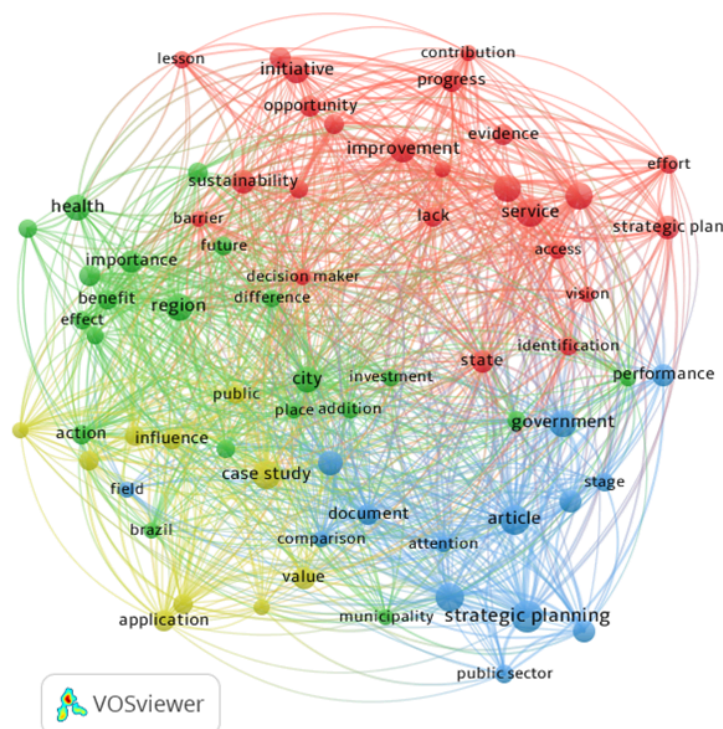 contribution
lesson
initiative
progress
opportunity
evidence
improvement
effort
sustainability
health
service
barrier
lack
strategic plan
future
access
importance
decision maker
vision
benefit
difference
region
effect
identification
state
city
investment
performance
public
place
addition
government
action
influence
case study
stage
field
document
article
brazil
comparison
attention
value
application
municipality
strategic planning
public sector
VOSviewer